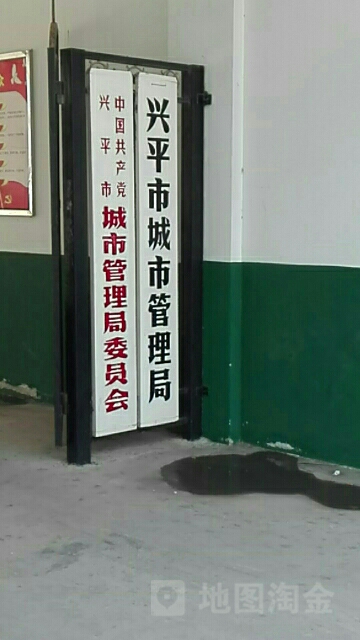 兴平市城市管理局
中国共产党
兴平市
城市管理局委员会
地图淘金